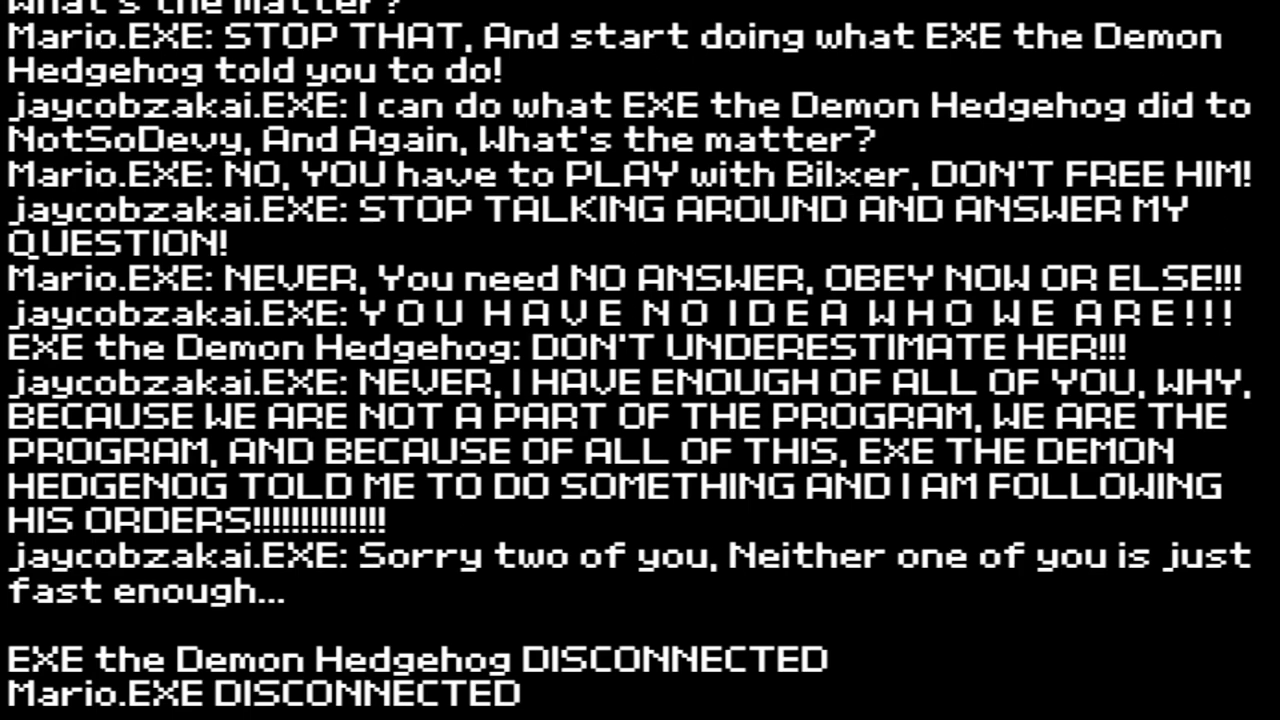 What's the matter?
Mario.EXE: STOP THAT, And start doing what EXE the Demon
Hedgehog told you to do!
jaycobzakai.EXE: I can do what EXE the Demon Hedgehog did to
NotSoDevy, And Again, What's the matter?
Mario.EXE: NO, YOU have to PLAY with Bilxer, DON'T FREE HIM!
jaycobzakai.EXE: STOP TALKING AROUND AND ANSWER MY
QUESTION!
Mario.EXE: NEVER, You need NO ANSWER, OBEY NOW OR ELSE!!!
jaycobzakai.EXE: Y O U  H A V E  N O  I D E A  W H O  W E  A R E ! ! !
EXE the Demon Hedgehog: DON'T UNDERESTIMATE HER!!!
jaycobzakai.EXE: NEVER, I HAVE ENOUGH OF ALL OF YOU, WHY,
BECAUSE WE ARE NOT A PART OF THE PROGRAM, WE ARE THE
PROGRAM, AND BECAUSE OF ALL OF THIS, EXE THE DEMON
HEDGENOG TOLD ME TO DO SOMETHING AND I AM FOLLOWING
HIS ORDERS!!!!!!!!!!!!!!!
jaycobzakai.EXE: Sorry two of you, Neither one of you is just
fast enough...
EXE the Demon Hedgehog DISCONNECTED
Mario.EXE DISCONNECTED